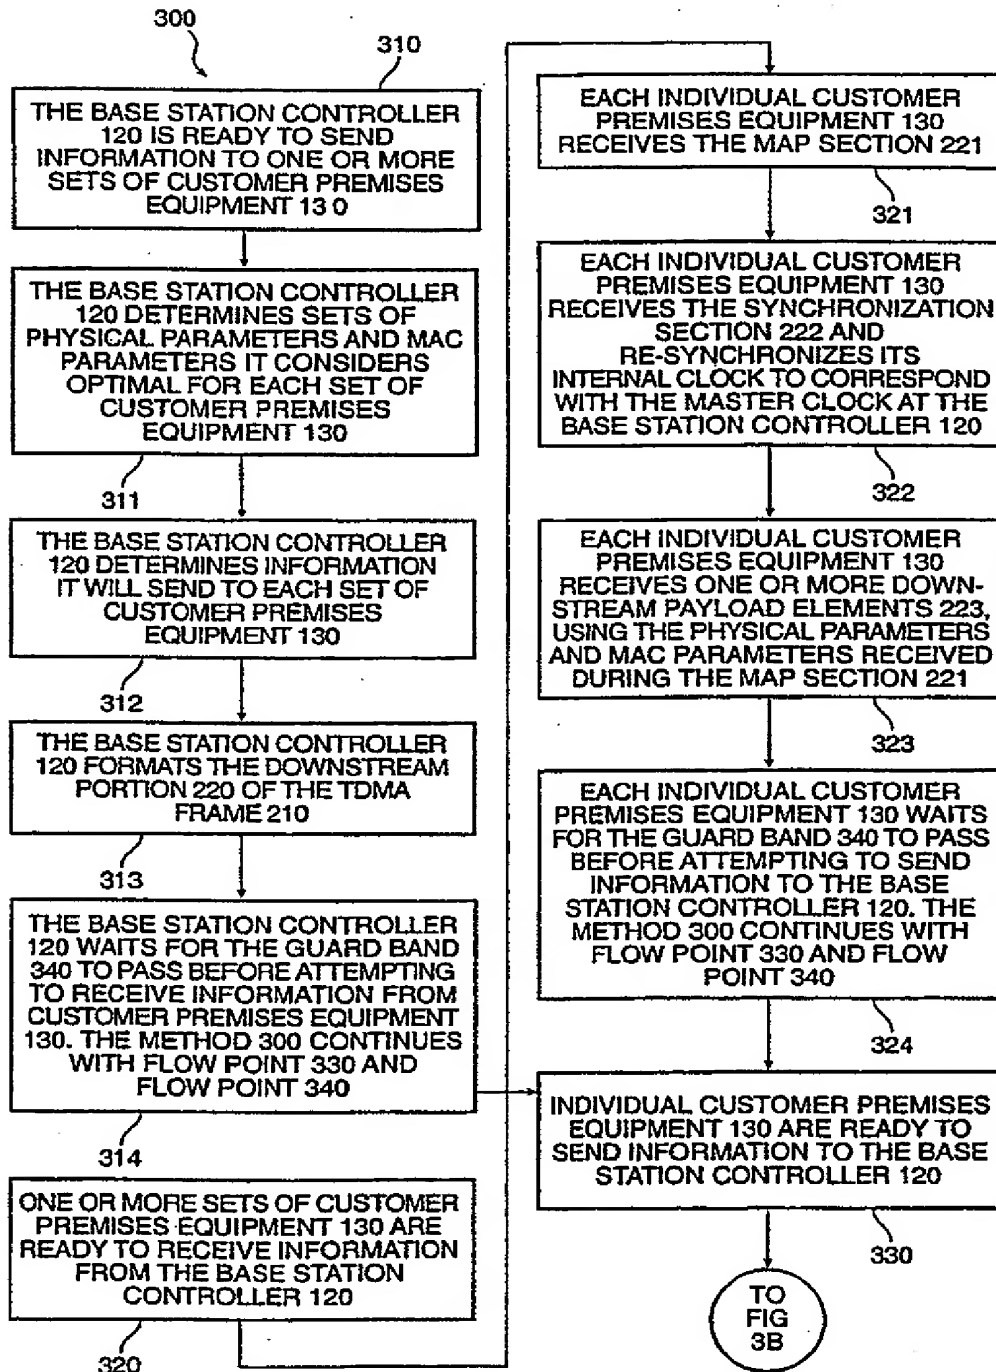 300
310
THE BASE STATION CONTROLLER
120 IS READY TO SEND
INFORMATION TO ONE OR MORE
SETS OF CUSTOMER PREMISES
EQUIPMENT 130
THE BASE STATION CONTROLLER
120 DETERMINES SETS OF
PHYSICAL PARAMETERS AND MAC
PARAMETERS IT CONSIDERS
OPTIMAL FOR EACH SET OF
CUSTOMER PREMISES
EQUIPMENT 130
311
THE BASE STATION CONTROLLER
120 DETERMINES INFORMATION
IT WILL SEND TO EACH SET OF
CUSTOMER PREMISES
EQUIPMENT 130
312
THE BASE STATION CONTROLLER
120 FORMATS THE DOWNSTREAM
PORTION 220 OF THE TDMA
FRAME 210
313
THE BASE STATION CONTROLLER
120 WAITS FOR THE GUARD BAND
340 TO PASS BEFORE ATTEMPTING
TO RECEIVE INFORMATION FROM
CUSTOMER PREMISES EQUIPMENT
130. THE METHOD 300 CONTINUES
WITH FLOW POINT 330 AND
FLOW POINT 340
314
ONE OR MORE SETS OF CUSTOMER
PREMISES EQUIPMENT 130 ARE
READY TO RECEIVE INFORMATION
FROM THE BASE STATION
CONTROLLER 120
320
EACH INDIVIDUAL CUSTOMER
PREMISES EQUIPMENT 130
RECEIVES THE MAP SECTION 221
321
EACH INDIVIDUAL CUSTOMER
PREMISES EQUIPMENT 130
RECEIVES THE SYNCHRONIZATION
SECTION 222 AND
RE-SYNCHRONIZES ITS
INTERNAL CLOCK TO CORRESPOND
WITH THE MASTER CLOCK AT THE
BASE STATION CONTROLLER 120
322
EACH INDIVIDUAL CUSTOMER
PREMISES EQUIPMENT 130
RECEIVES ONE OR MORE DOWN-
STREAM PAYLOAD ELEMENTS 223,
USING THE PHYSICAL PARAMETERS
AND MAC PARAMETERS RECEIVED
DURING THE MAP SECTION 221
323
EACH INDIVIDUAL CUSTOMER
PREMISES EQUIPMENT 130 WAITS
FOR THE GUARD BAND 340 TO PASS
BEFORE ATTEMPTING TO SEND
INFORMATION TO THE BASE
STATION CONTROLLER 120. THE
METHOD 300 CONTINUES WITH
FLOW POINT 330 AND FLOW
POINT 340
324
INDIVIDUAL CUSTOMER PREMISES
EQUIPMENT 130 ARE READY TO
SEND INFORMATION TO THE BASE
STATION CONTROLLER 120
330
TO
FIG
3B